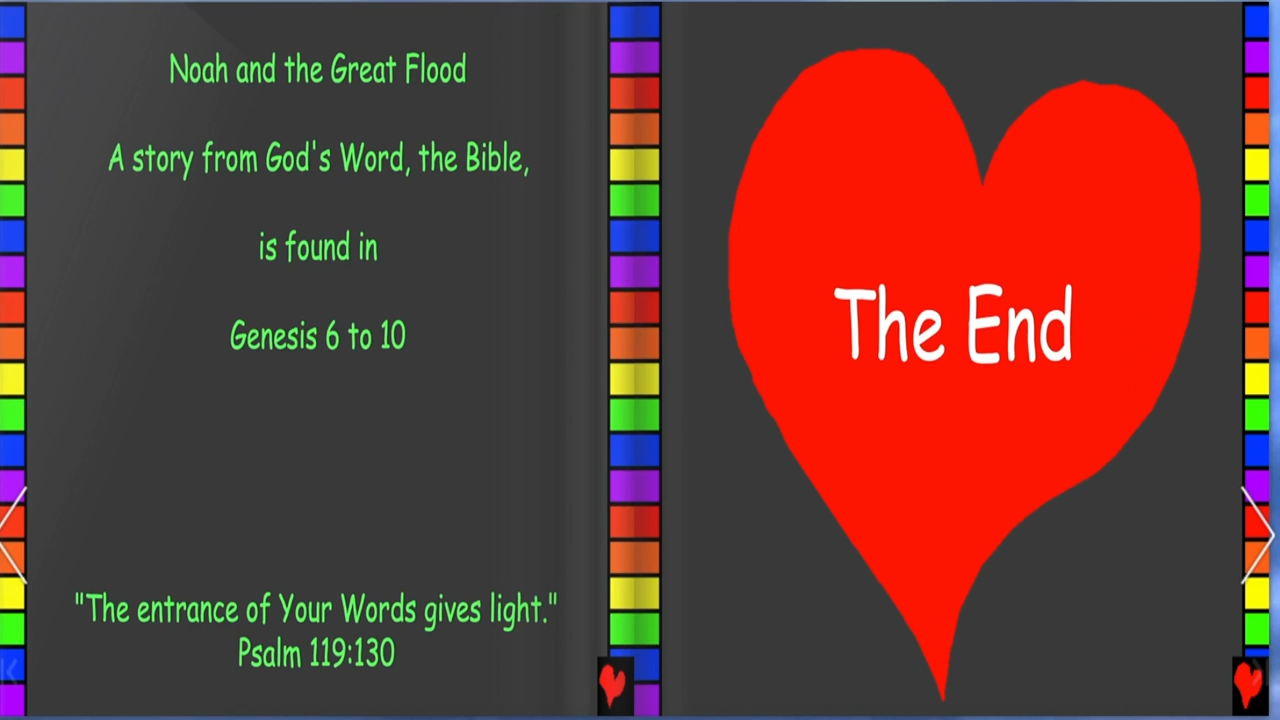 Noah and the Great Flood
A story from God's Word, the Bible,
is found in
Genesis 6 to 10
"The entrance of Your Words gives light."
Psalm 119:130
The End